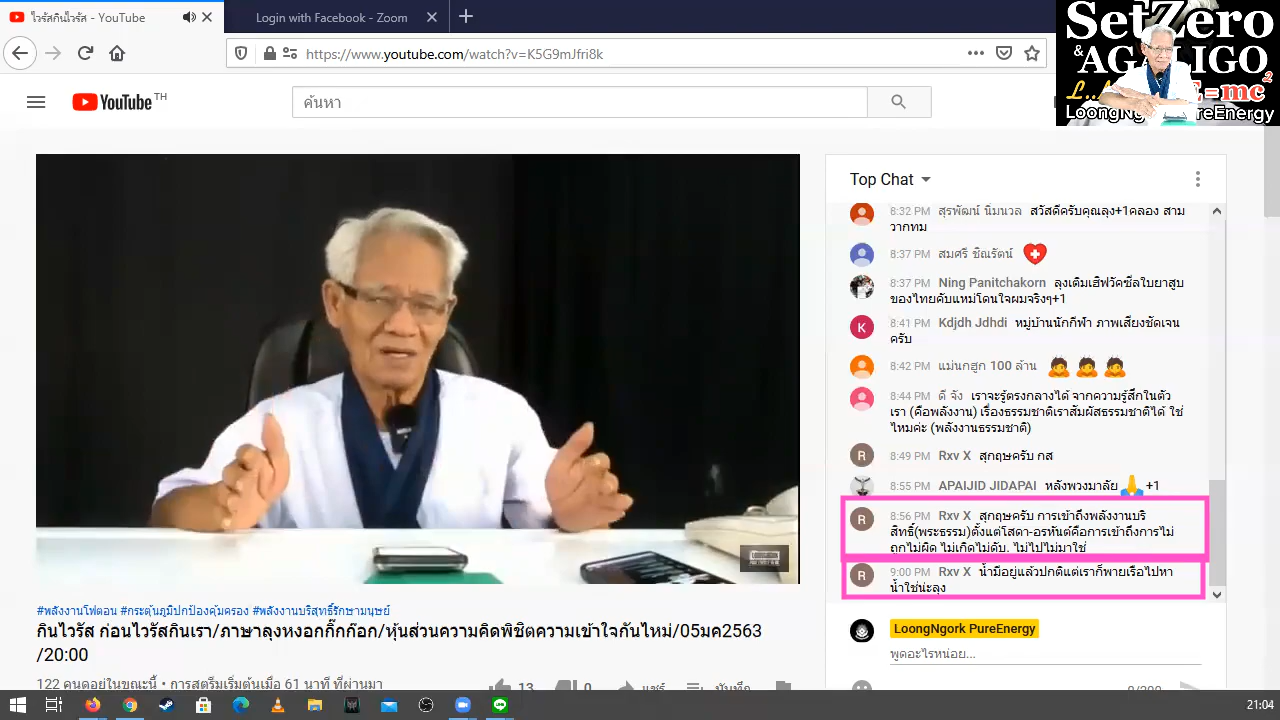 ไวรัสกินไวรัส - YouTube
Login with Facebook - Zoom
https://www.youtube.com/watch?v=K5G9mJfri8k
SetZero
& AGALIGO
E=mc2
LoongNg rePureEnergy
YouTube TH
ค้นหา
Top Chat
8:32 PM สุรพัฒน์ นิ่มนวล สวัสดีครับคุณลุง+1คลอง สาม
วากทม
8:37 PM สมศรี ชิณรัตน์
8:37 PM Ning Panitchakorn ลุงเติมเฮิฟวัคซีลใบยาสูบ
ของไทยคับแหม่โดนใจผมจริงๆ+1
K
8:41 PM Kdjdh Jdhdi หมู่บ้านนักกีฬา ภาพเสียงชัดเจน
ครับ
8:42 PM แม่นกฮูก 100 ล้าน
8:44 PM ดี จัง เราจะรู้ตรงกลางได้ จากความรู้สึกในตัว
เรา (คือพลังงาน) เรื่องธรรมชาติเราสัมผัสธรรมชาติได้ ใช่
ไหมค่ะ (พลังงานธรรมชาติ)
R
8:49 PM Rxv X สุกฤษครับ กส
8:55 PM APAIJID JIDAPAI หลังพวงมาลัย +1
R
8:56 PM Rxv X สุกฤษครับ การเข้าถึงพลังงานบริ
สิทธิ์(พระธรรม)ตั้งแต่โสดา-อรหันต์คือการเข้าถึงการไม่
ถูกไม่ผิด ไม่เกิดไม่ดับ. ไม่ไปไม่มาใช่
R
9:00 PM Rxv X น้ำมีอยู่แล้วปกติแต่เราก็พายเรือไปหา
น้ำใช่น่ะลุง
LoongNgork PureEnergy
พูดอะไรหน่อย...
0/200
#พลังงานโฟตอน #กระตุ้นภูมิปกป้องคุ้มครอง #พลังงานบริสุทธิ์รักษามนุษย์
กินไวรัส ก่อนไวรัสกินเรา/ภาษาลุงหงอกกิ๊กก๊อก/หุ้นส่วนความคิดพิชิตความเข้าใจกันไหม่/05มค2563
/20:00
122 คนดูอยู่ในขณะนี้ • การสตรีมเริ่มต้นเมื่อ 61 นาที ที่ผ่านมา
13
0
แชร์
บันทึก
21:04